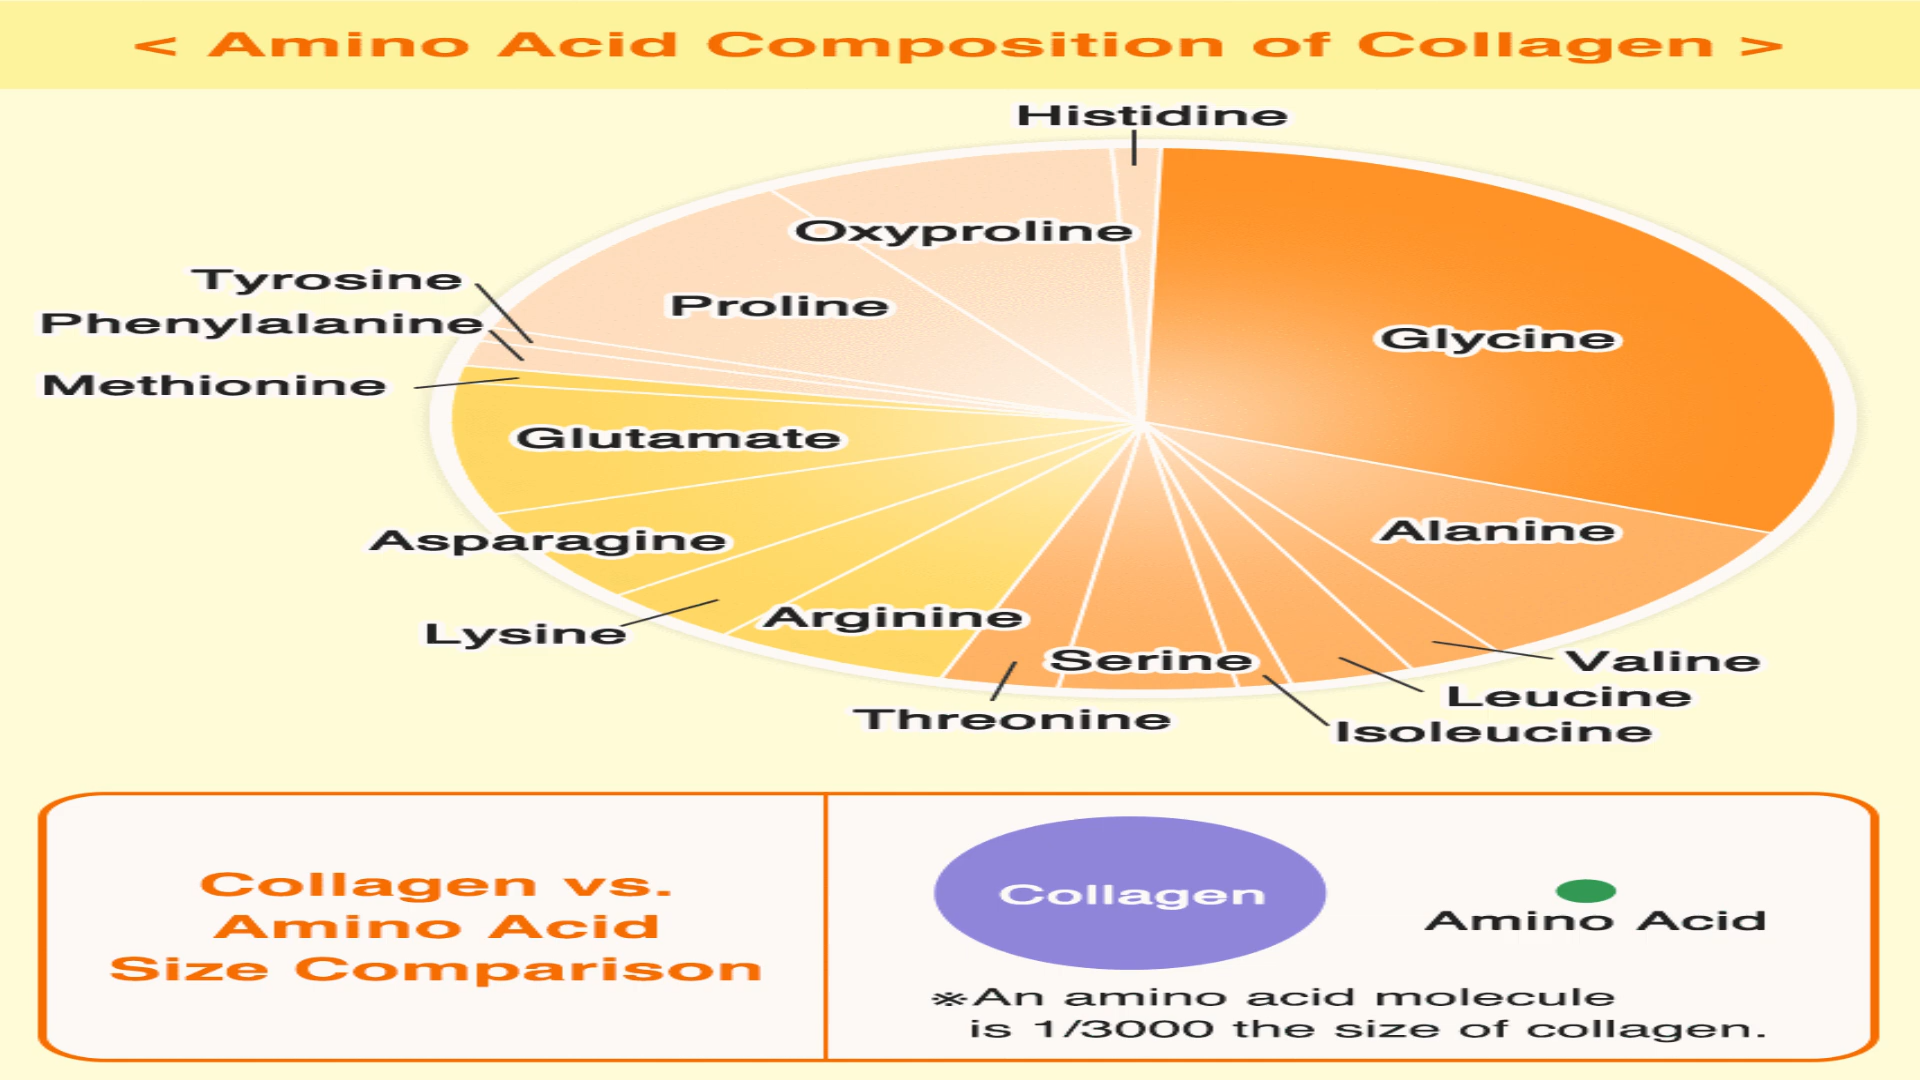 < Amino Acid Composition of Collagen >
Histidine
Oxyproline
Tyrosine
Proline
Phenylalanine
Glycine
Methionine
Glutamate
Alanine
Asparagine
Arginine
Lysine
Serine
Valine
Leucine
Threonine
Isoleucine
Collagen vs.
Amino Acid
Size Comparison
Collagen
Amino Acid
※An amino acid molecule
is 1/3000 the size of collagen.